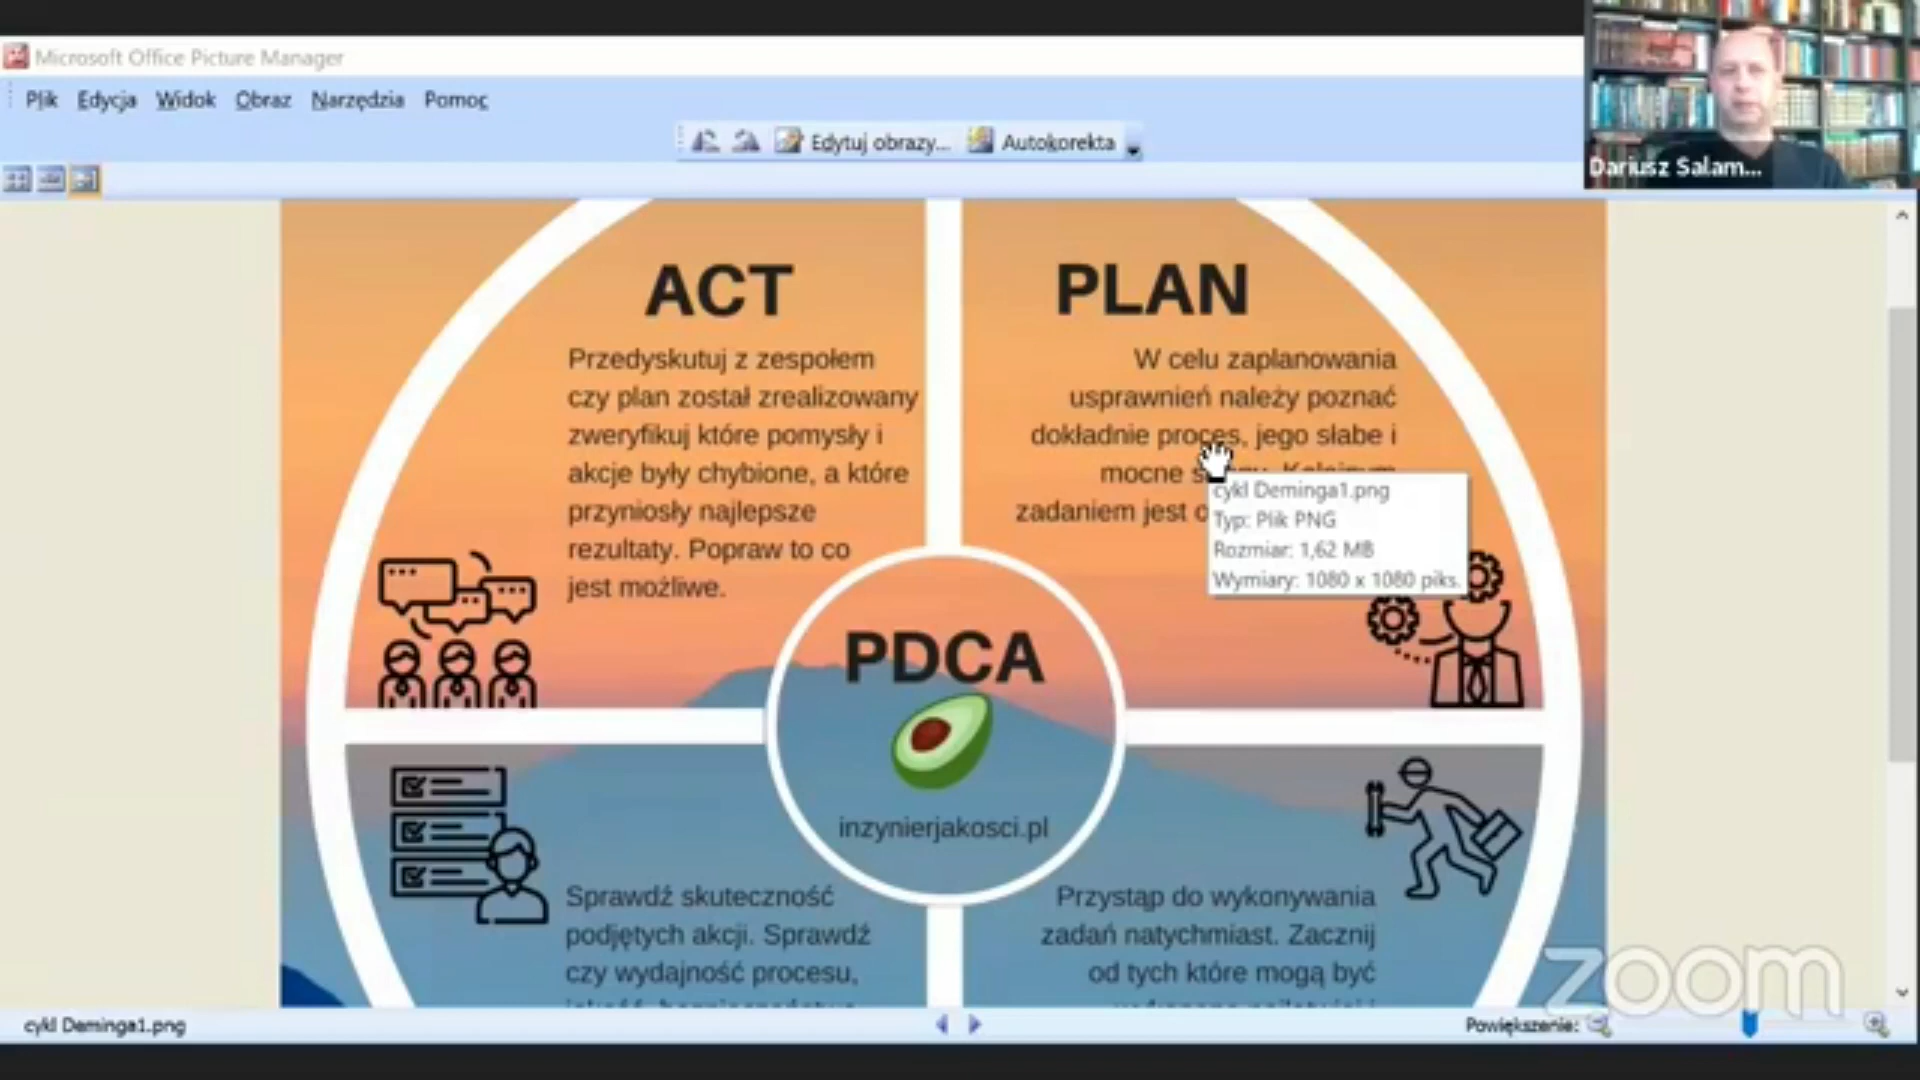 Microsoft Office Picture Manager
Plik Edycja Widok Obraz Narzędzia Pomoc
Edytuj obrazy... Autokorekta
Dariusz Salam...
ACT
Przedyskutuj z zespołem
czy plan został zrealizowany
zweryfikuj które pomysły i
akcje były chybione, a które
przyniosły najlepsze
rezultaty. Popraw to co
jest możliwe.
PLAN
W celu zaplanowania
usprawnień należy poznać
dokładnie proces, jego słabe i
mocne
zadaniem jest
cykl Deminga1.png
Typ: Plik PNG
Rozmiar: 1,62 MB
Wymiary: 1080 x 1080 piks.
PDCA
inzynierjakosci.pl
Sprawdź skuteczność
podjętych akcji. Sprawdź
czy wydajność procesu,
Przystąp do wykonywania
zadań natychmiast. Zacznij
od tych które mogą być
zoom
cykl Deminga1.png
Powiększenie: